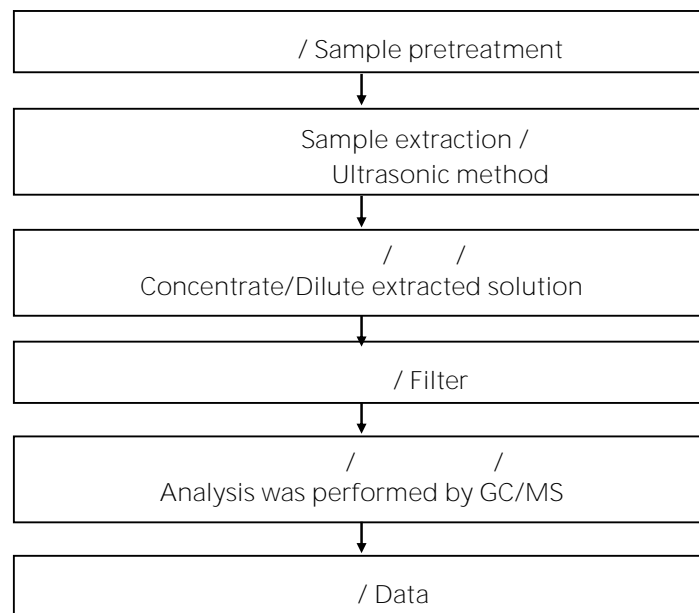 / Sample pretreatment
Sample extraction /
Ultrasonic method
/ /
Concentrate/Dilute extracted solution
/ Filter
/ /
Analysis was performed by GC/MS
/ Data